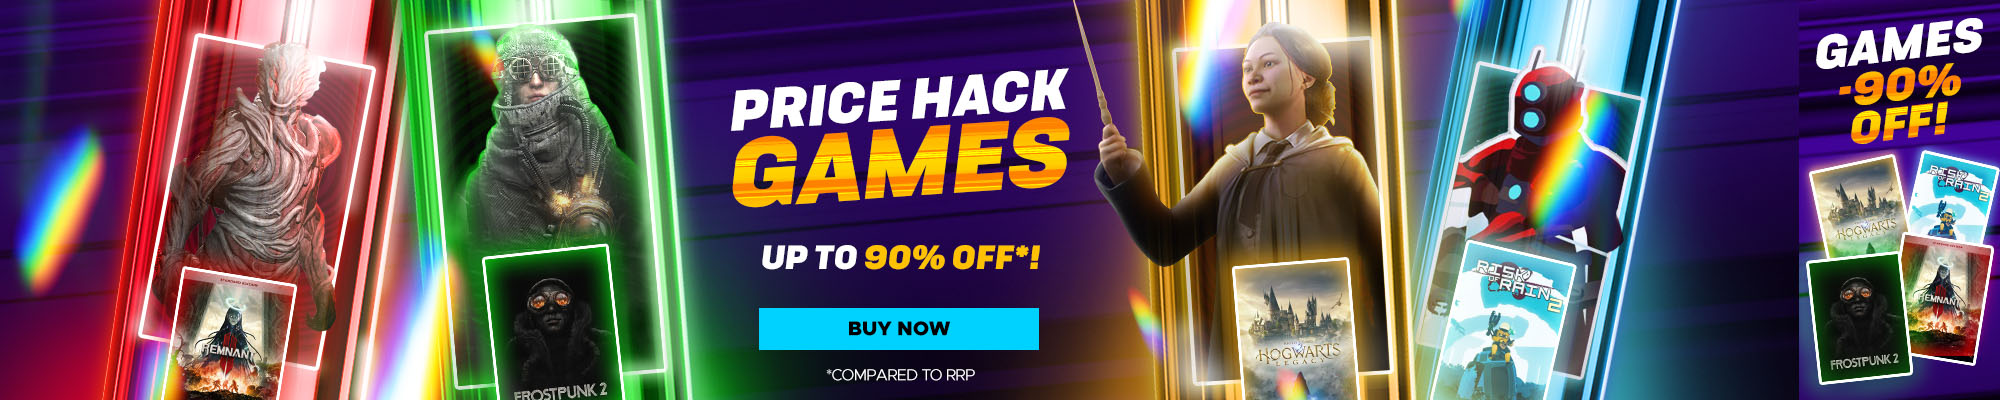 PRICE HACK
GAMES
UP TO 90% OFF*!
BUY NOW
*COMPARED TO RRP
REMNANT
FROSTPUNK 2
HOGWARTS
LEGACY
RISK
OF RAIN 2
GAMES
-90%
OFF!
HOGWARTS
RISK
OF RAIN 2
FROSTPUNK 2
REMNANT